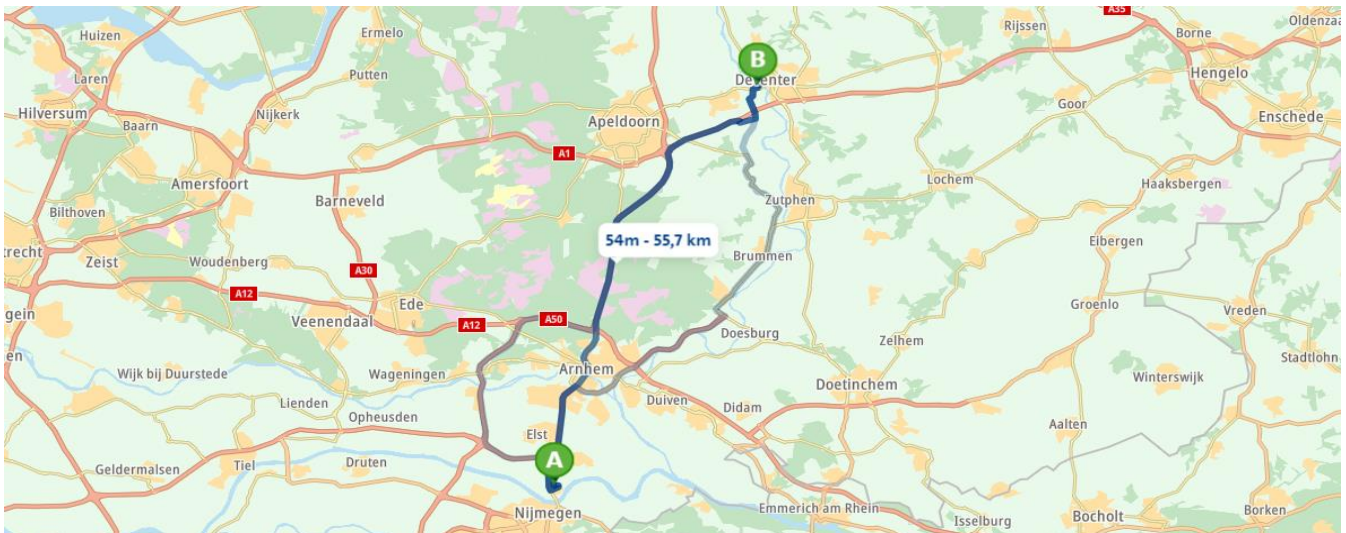 A35
Oldenzaa
Huizen
Ermelo
Rijssen
Borne
B
Laren
Putten
Deventer
Hengelo
Hilversum
Nijkerk
Goor
Baarn
Apeldoorn
Enschede
A1
Amersfoort
Lochem
Haaksbergen
Barneveld
Zutphen
Bilthoven
54m - 55,7 km
Eibergen
trecht
Zeist
Woudenberg
A30
Brummen
A12
Ede
Groenlo
gein
Veenendaal
A12
A50
Vreden
Doesburg
Zelhem
en
Arnhem
Stadtlohn
Wijk bij Duurstede
Wageningen
Doetinchem
Winterswijk
Lienden
Duiven
Didam
Opheusden
Aalten
Elst
A
Geldermalsen
Tiel
Druten
Nijmegen
Emmerich am Rhein
Isselburg
Bocholt
Borken